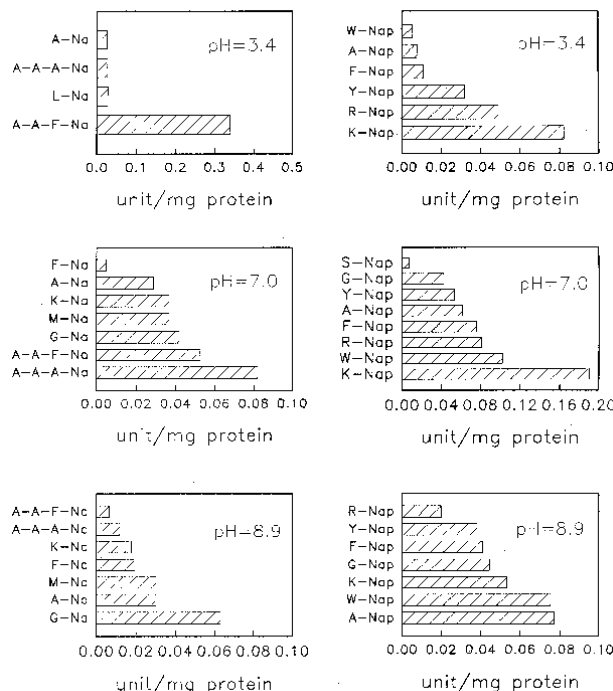 A-Na
A-A-A-Na
L-Na
A-A-F-Na
pH=3.4
0.0 0.1 0.2 0.3 0.4 0.5
unit/mg protein
W-Nap
A-Nap
F-Nap
Y-Nap
R-Nap
K-Nap
pH=3.4
0.00 0.02 0.04 0.06 0.08 0.10
unit/mg protein
F-Na
A-Na
K-Na
M-Na
G-Na
A-A-F-Na
A-A-A-Na
pH=7.0
0.00 0.02 0.04 0.06 0.08 0.10
unit/mg protein
S-Nap
G-Nap
Y-Nap
A-Nap
F-Nap
R-Nap
W-Nap
K-Nap
pH=7.0
0.00 0.04 0.08 0.12 0.16 0.20
unit/mg protein
A-A-F-Na
A-A-A-Na
K-Na
F-Na
M-Na
A-Na
G-Na
pH=8.9
0.00 0.02 0.04 0.06 0.08 0.10
unit/mg protein
R-Nap
Y-Nap
F-Nap
G-Nap
K-Nap
W-Nap
A-Nap
pH=8.9
0.00 0.02 0.04 0.06 0.08 0.10
unit/mg protein